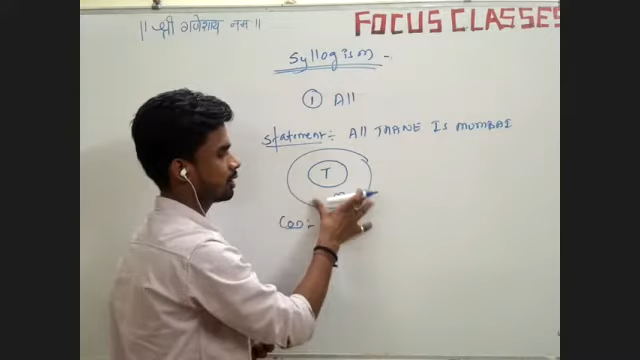 || श्री गणेशाय नमः ||
FOCUS CLASSES
Syllogism -
① All
Statement :- All THANE IS MUMBAI
T
m
Con :-